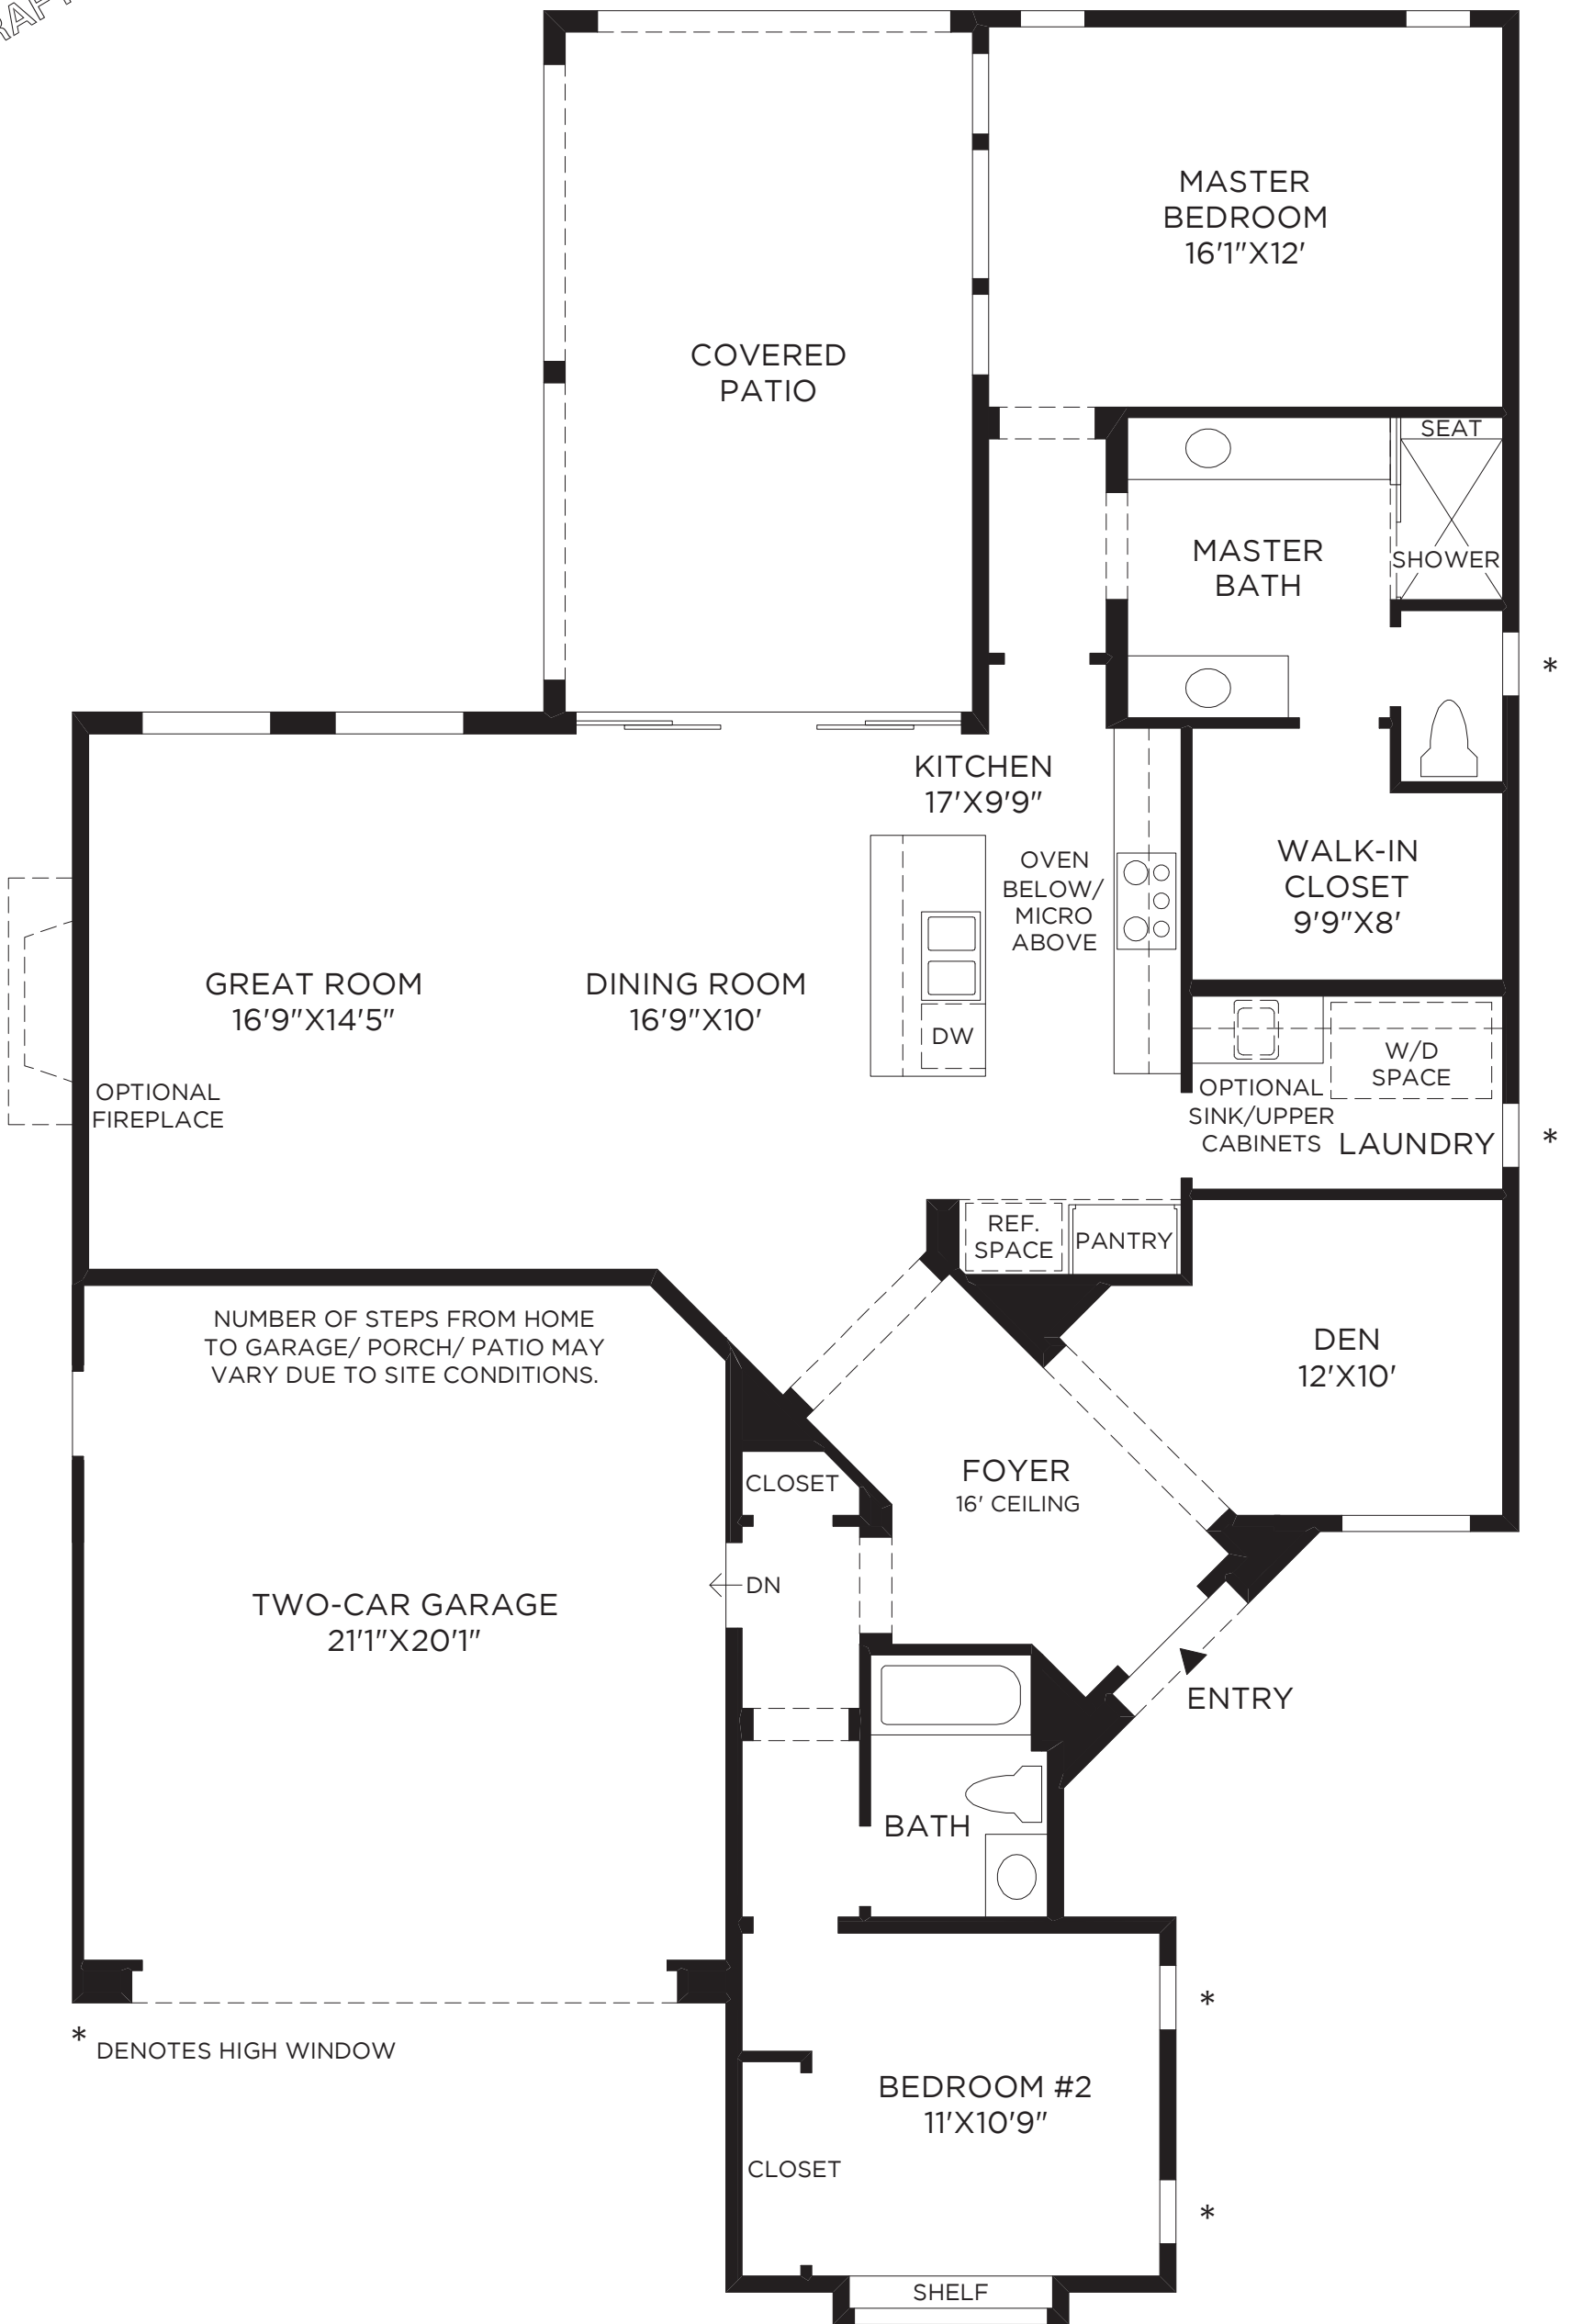 MASTER
BEDROOM
16'1"X12'
COVERED
PATIO
SEAT
SHOWER
MASTER
BATH
*
KITCHEN
17'X9'9"
OVEN
BELOW/
MICRO
ABOVE
WALK-IN
CLOSET
9'9"X8'
GREAT ROOM
16'9"X14'5"
DINING ROOM
16'9"X10'
DW
OPTIONAL
FIREPLACE
W/D
SPACE
OPTIONAL
SINK/UPPER
CABINETS
LAUNDRY
*
REF.
SPACE
PANTRY
NUMBER OF STEPS FROM HOME
TO GARAGE/ PORCH/ PATIO MAY
VARY DUE TO SITE CONDITIONS.
DEN
12'X10'
FOYER
16' CEILING
CLOSET
DN
TWO-CAR GARAGE
21'1"X20'1"
ENTRY
BATH
*
* DENOTES HIGH WINDOW
BEDROOM #2
11'X10'9"
CLOSET
*
SHELF